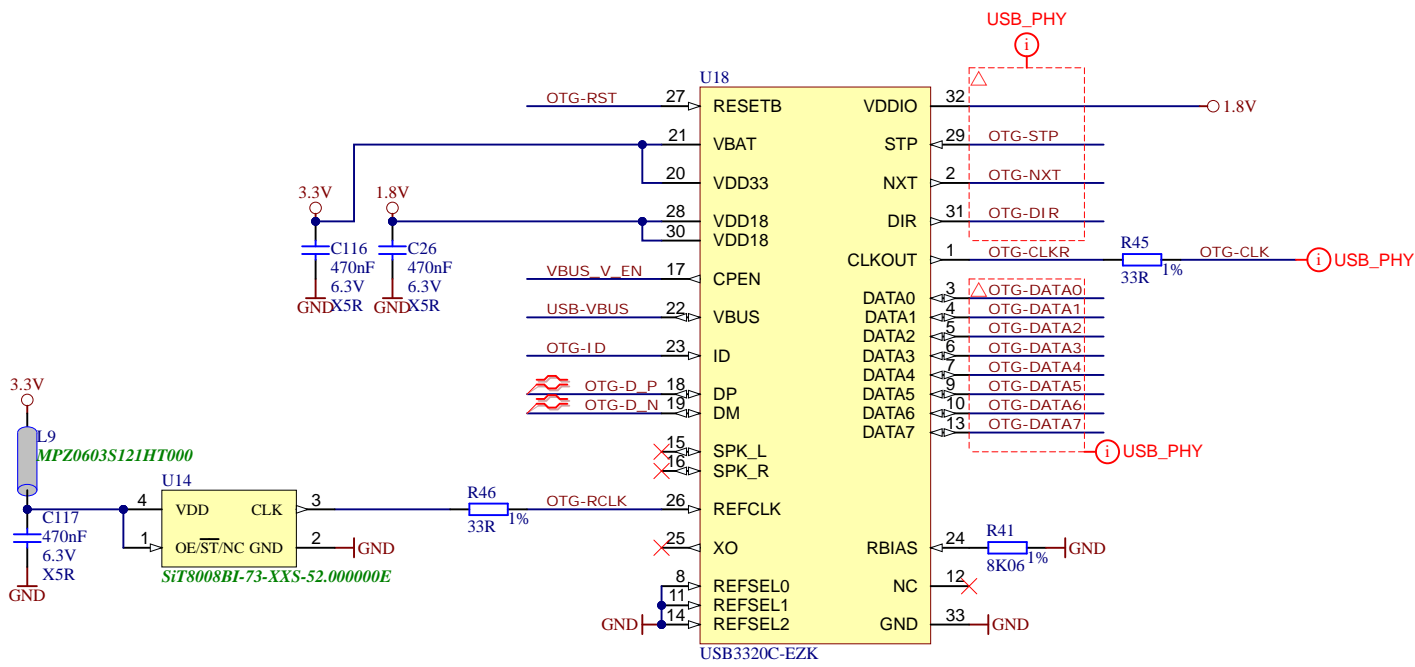 USB_PHY
i
U18
OTG-RST 27 RESETB VDDIO 32 1.8V
21 VBAT STP 29 OTG-STP
20 VDD33 NXT 2 OTG-NXT
3.3V 1.8V
28 VDD18 DIR 31 OTG-DIR
30 VDD18
C116 C26
470nF 470nF
6.3V 6.3V
X5R X5R
GND GND
CLKOUT 1 OTG-CLKR R45 33R 1% OTG-CLK i USB_PHY
VBUS_V_EN 17 CPEN
DATA0 3 OTG-DATA0
USB-VBUS 22 VBUS DATA1 4 OTG-DATA1
DATA2 5 OTG-DATA2
OTG-ID 23 ID DATA3 6 OTG-DATA3
DATA4 7 OTG-DATA4
OTG-D_P 18 DP DATA5 9 OTG-DATA5
OTG-D_N 19 DM DATA6 10 OTG-DATA6
DATA7 13 OTG-DATA7
i USB_PHY
15 SPK_L
16 SPK_R
3.3V
L9
MPZ0603S121HT000
U14
4 VDD CLK 3
1 OE/ST/NC GND 2 GND
SiT8008BI-73-XXS-52.000000E
C117
470nF
6.3V
X5R
GND
R46 33R 1% OTG-RCLK 26 REFCLK
25 XO RBIAS 24 R41 8K06 1% GND
8 REFSEL0 NC 12
11 REFSEL1
GND 14 REFSEL2 GND 33 GND
USB3320C-EZK